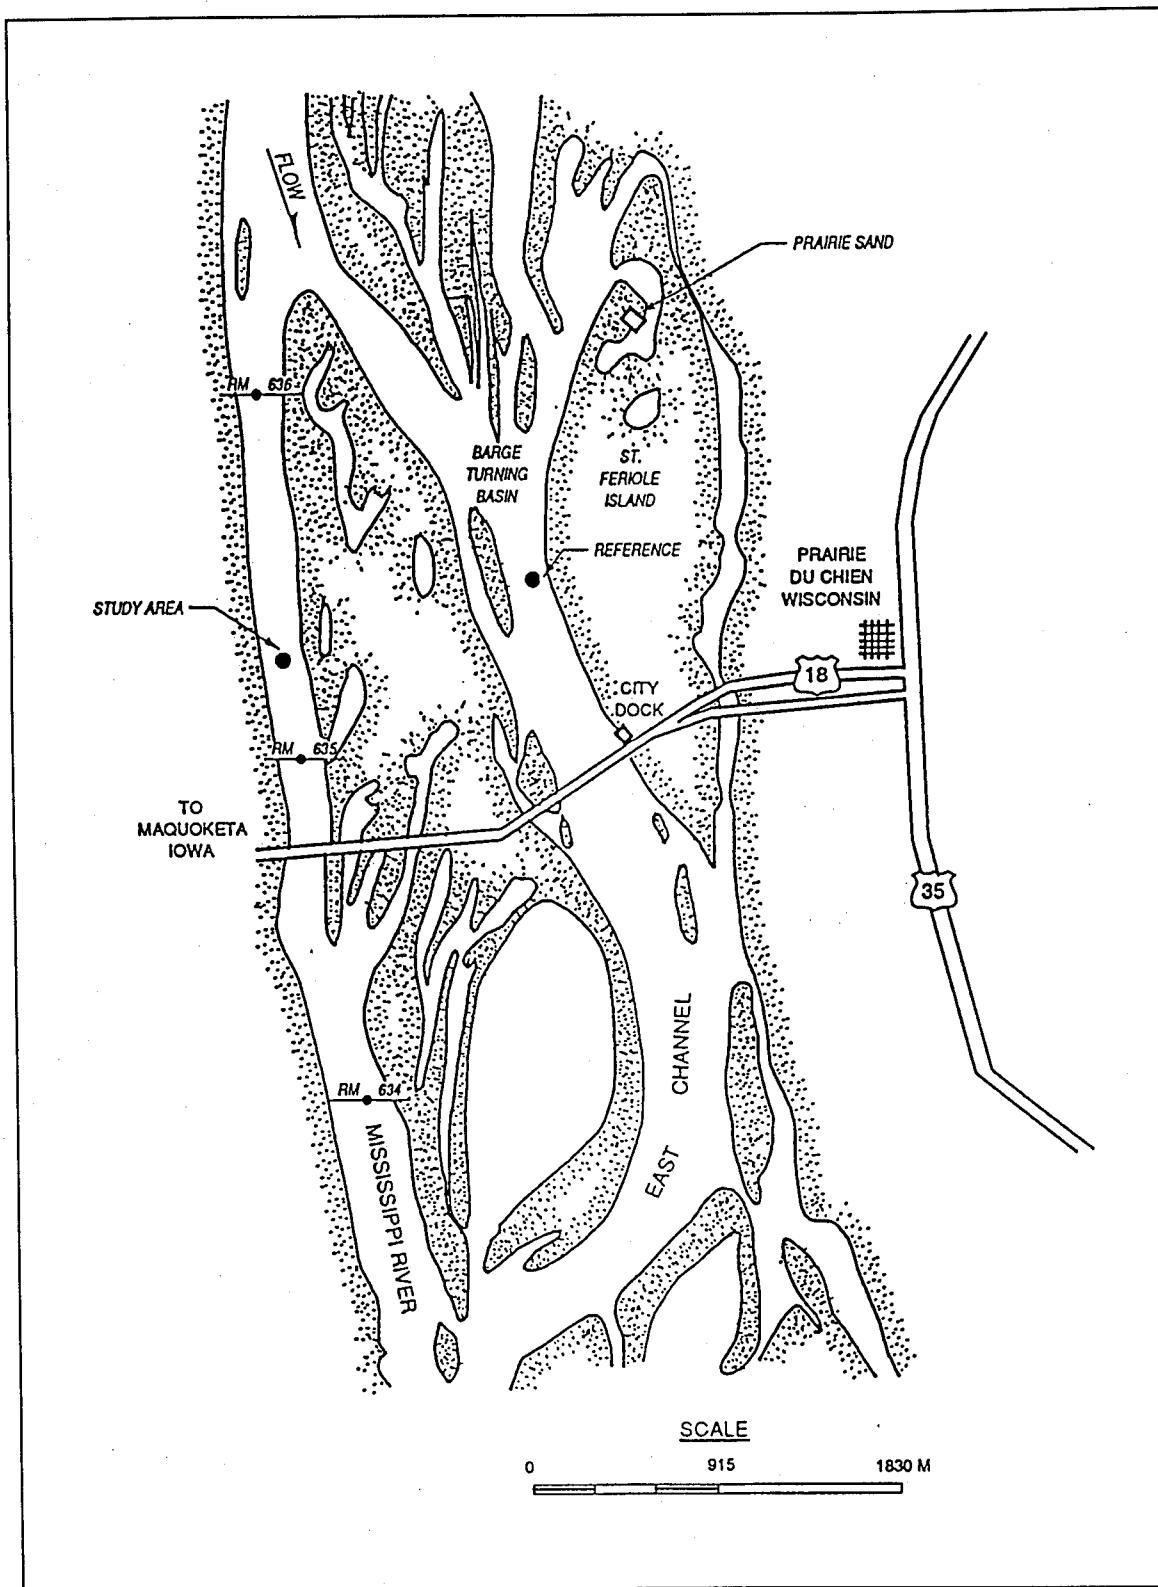 FLOW
PRAIRIE SAND
RM 636
BARGE
TURNING
BASIN
ST.
FERIOLE
ISLAND
REFERENCE
PRAIRIE
DU CHIEN
WISCONSIN
STUDY AREA
18
CITY
DOCK
RM 635
TO
MAQUOKETA
IOWA
35
EAST CHANNEL
RM 634
MISSISSIPPI RIVER
SCALE
0 915 1830 M